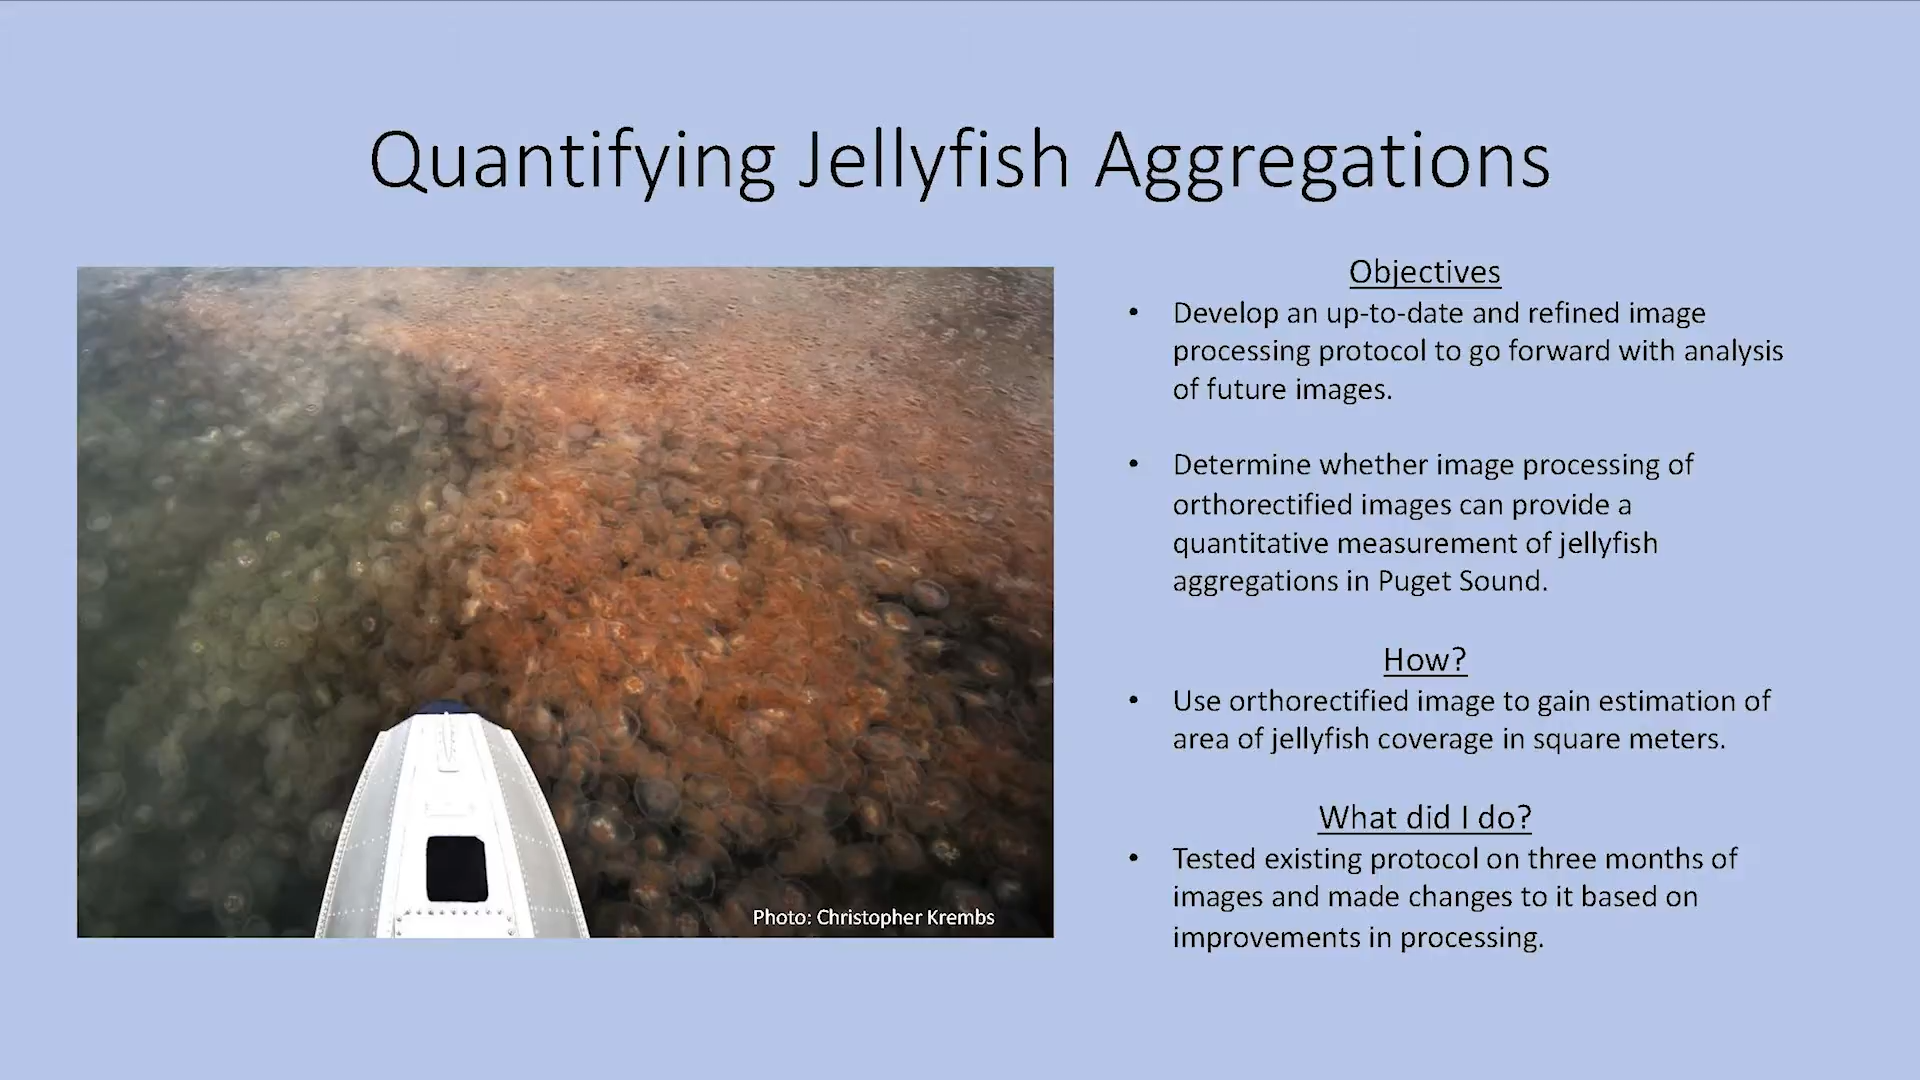 Quantifying Jellyfish Aggregations
Objectives
• Develop an up-to-date and refined image
processing protocol to go forward with analysis
of future images.
• Determine whether image processing of
orthorectified images can provide a
quantitative measurement of jellyfish
aggregations in Puget Sound.
How?
• Use orthorectified image to gain estimation of
area of jellyfish coverage in square meters.
What did I do?
• Tested existing protocol on three months of
images and made changes to it based on
improvements in processing.
Photo: Christopher Krembs